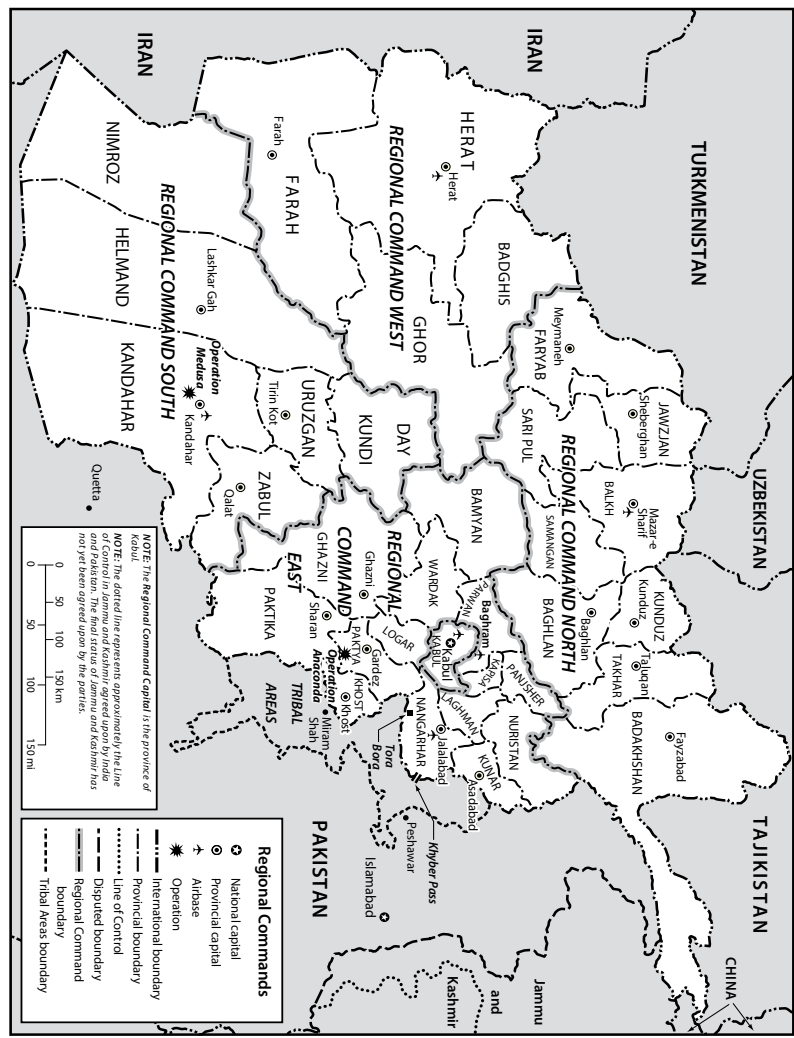 TURKMENISTAN
UZBEKISTAN
TAJIKISTAN
CHINA
IRAN
IRAN
PAKISTAN
Jammu
and
Kashmir
HERAT
Herat
BADGHIS
REGIONAL COMMAND WEST
GHOR
FARAH
Farah
Meymaneh
FARYAB
JAWZJAN
Sheberghan
SARI PUL
REGIONAL COMMAND NORTH
BALKH
Mazar-e
Sharif
SAMANGAN
KUNDUZ
Kunduz
BAGHLAN
Baghlan
TAKHAR
Taluqan
BADAKHSHAN
Fayzabad
BAMYAN
DAY
KUNDI
WARDAK
PARWAN
Baghram
KAPISA
PANJSHER
Kabul
KABUL
LOGAR
LAGHMAN
NURISTAN
KUNAR
Asadabad
NANGARHAR
Jalalabad
Khyber Pass
Tora
Bora
Peshawar
Islamabad
REGIONAL
COMMAND
EAST
GHAZNI
Ghazni
PAKTYA
Gardez
KHOST
Khost
Operation
Anaconda
Miram
Shah
Sharan
PAKTIKA
TRIBAL
AREAS
NIMROZ
REGIONAL COMMAND SOUTH
HELMAND
Lashkar Gah
KANDAHAR
Operation
Medusa
Kandahar
URUZGAN
Tirin Kot
ZABUL
Qalat
Quetta
NOTE: The Regional Command Capital is the province of
Kabul.
NOTE: The dotted line represents approximately the Line
of Control in Jammu and Kashmir agreed upon by India
and Pakistan. The final status of Jammu and Kashmir has
not yet been agreed upon by the parties.
0 50 100 150 km
0 50 100 150 mi
Regional Commands
National capital
Provincial capital
Airbase
Operation
International boundary
Provincial boundary
Line of Control
Disputed boundary
Regional Command
boundary
Tribal Areas boundary